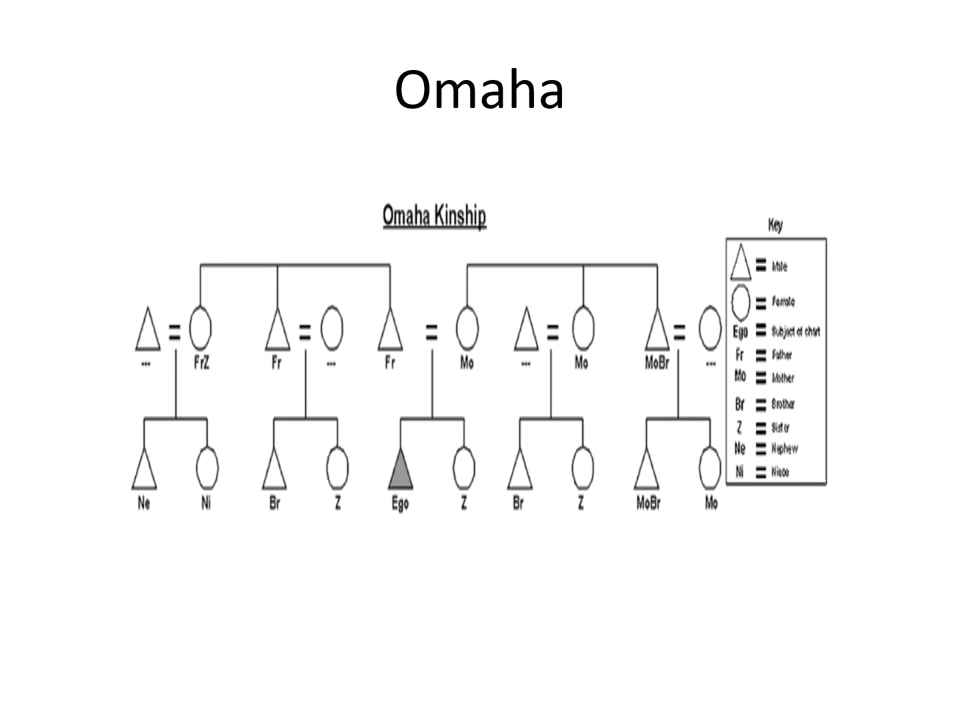 Omaha
Omaha Kinship
Key
= Male
= Female
Ego = Subject of chart
Fr = Father
Mo = Mother
Br = Brother
Z = Sister
Ne = Nephew
Ni = Niece
= = = = =
--- FrZ Fr --- Fr Mo --- Mo MoBr ---
Ne Ni Br Z Ego Z Br Z MoBr Mo